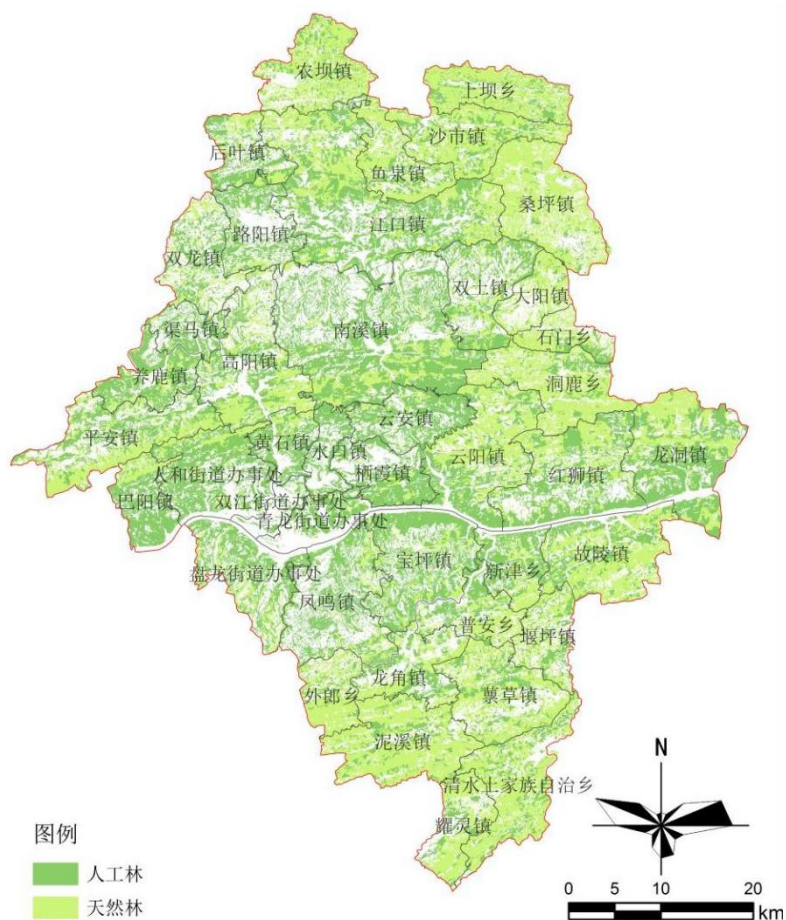 农坝镇
上坝乡
沙市镇
后叶镇
鱼泉镇
桑坪镇
江口镇
路阳镇
双龙镇
双土镇
大阳镇
渠马镇
南溪镇
石门乡
高阳镇
养鹿镇
洞鹿乡
云安镇
平安镇
黄石镇
水口镇
云阳镇
龙洞镇
人和街道办事处
栖霞镇
红狮镇
巴阳镇
双江街道办事处
青龙街道办事处
宝坪镇
故陵镇
盘龙街道办事处
新津乡
凤鸣镇
普安乡
堰坪镇
龙角镇
外郎乡
蔈草镇
泥溪镇
清水土家族自治乡
耀灵镇
N
图例
人工林
天然林
0 5 10 20
km